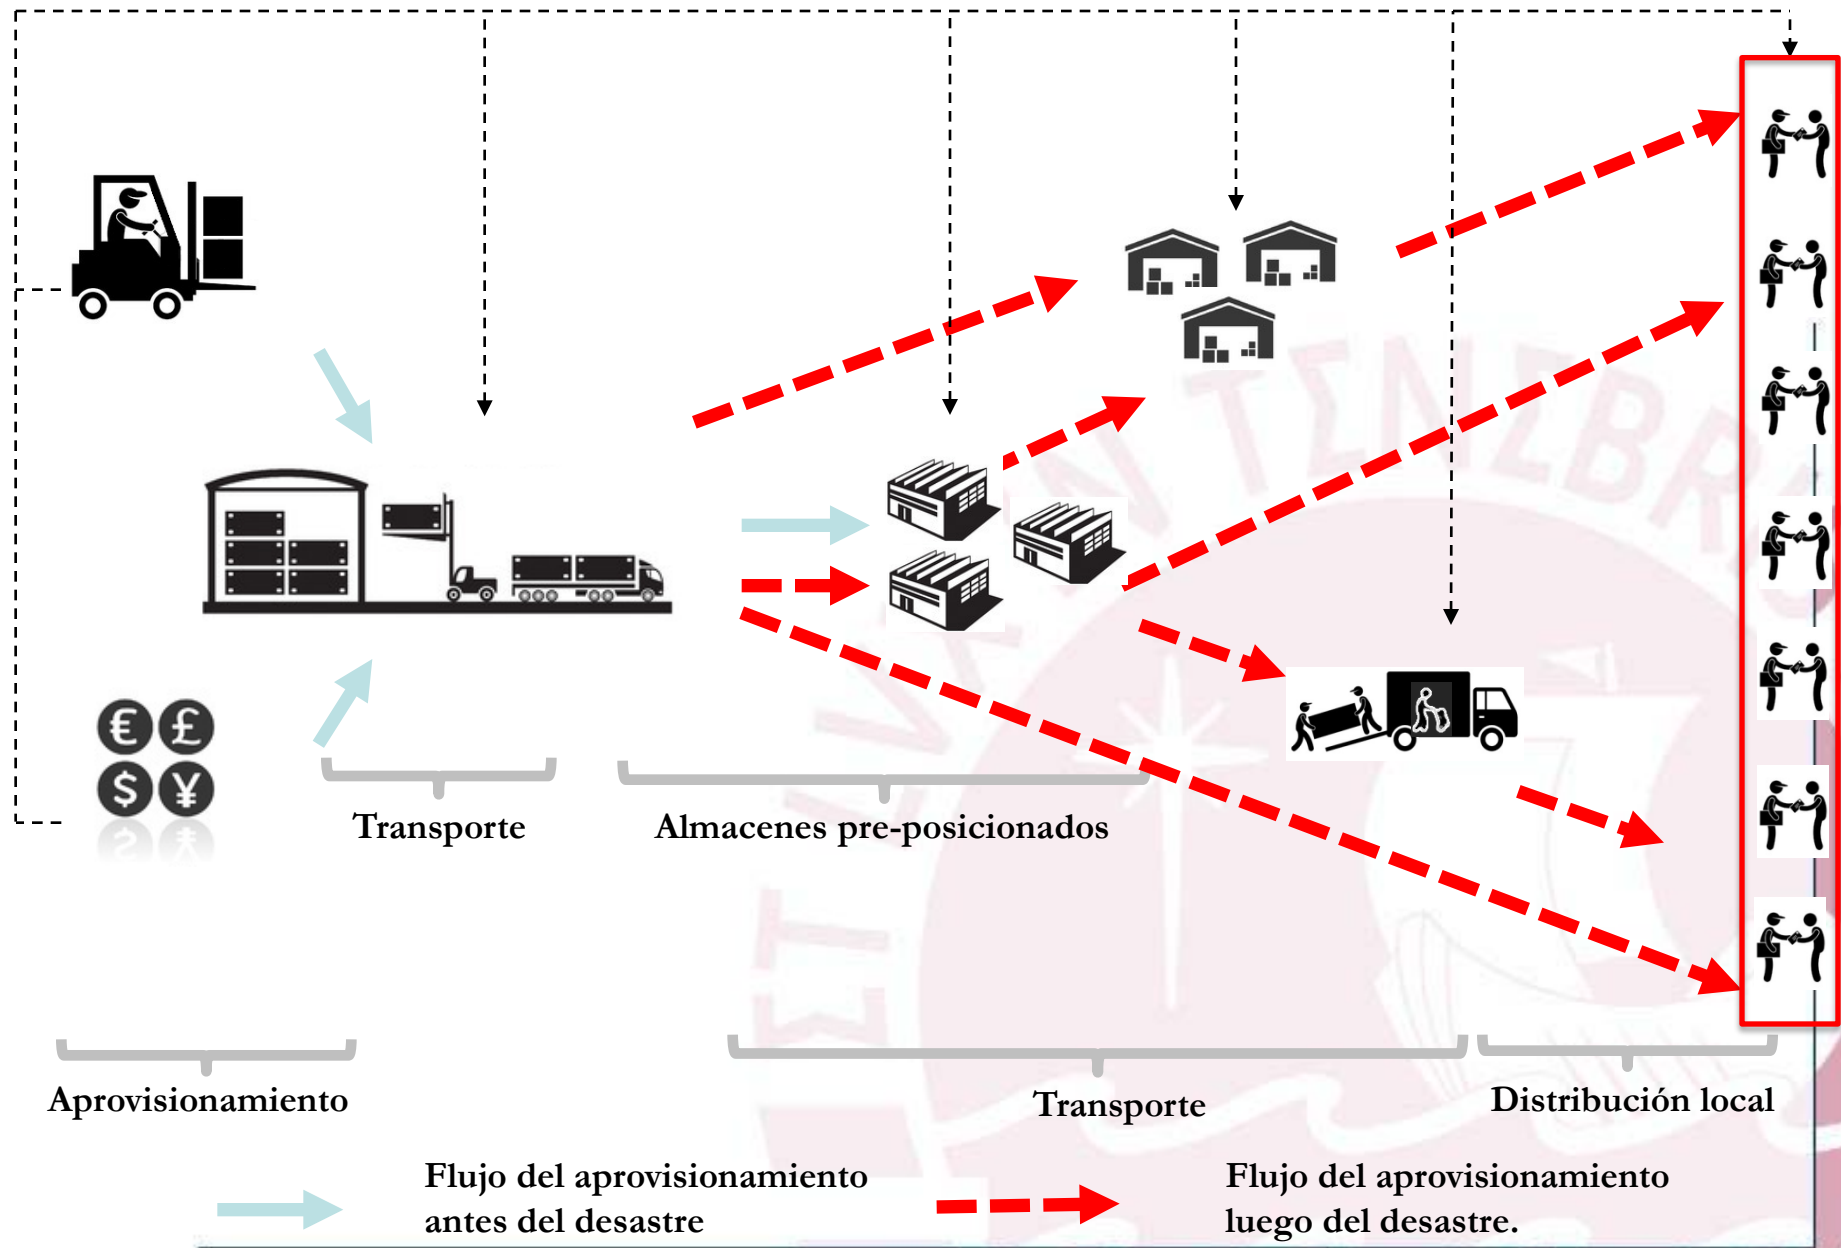 € £
$ ¥
Transporte
Almacenes pre-posicionados
Aprovisionamiento
Transporte
Distribución local
Flujo del aprovisionamiento
antes del desastre
Flujo del aprovisionamiento
luego del desastre.